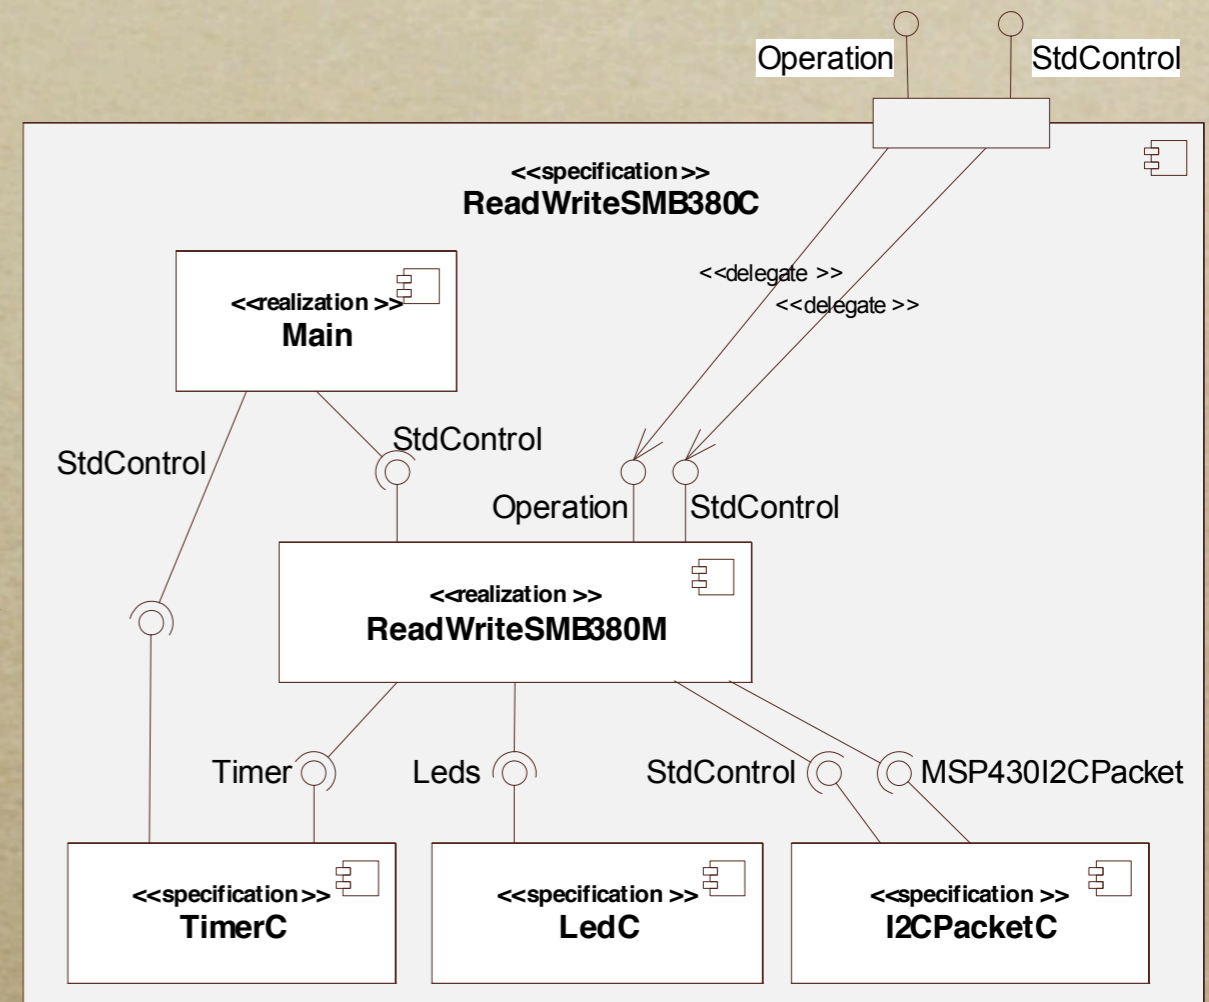 Operation
StdControl
<<specification>>
ReadWriteSMB380C
<<delegate >>
<<delegate >>
<<realization >>
Main
StdControl
StdControl
Operation
StdControl
<<realization >>
ReadWriteSMB380M
Timer
Leds
StdControl
MSP430I2CPacket
<<specification>>
TimerC
<<specification>>
LedC
<<specification >>
I2CPacketC